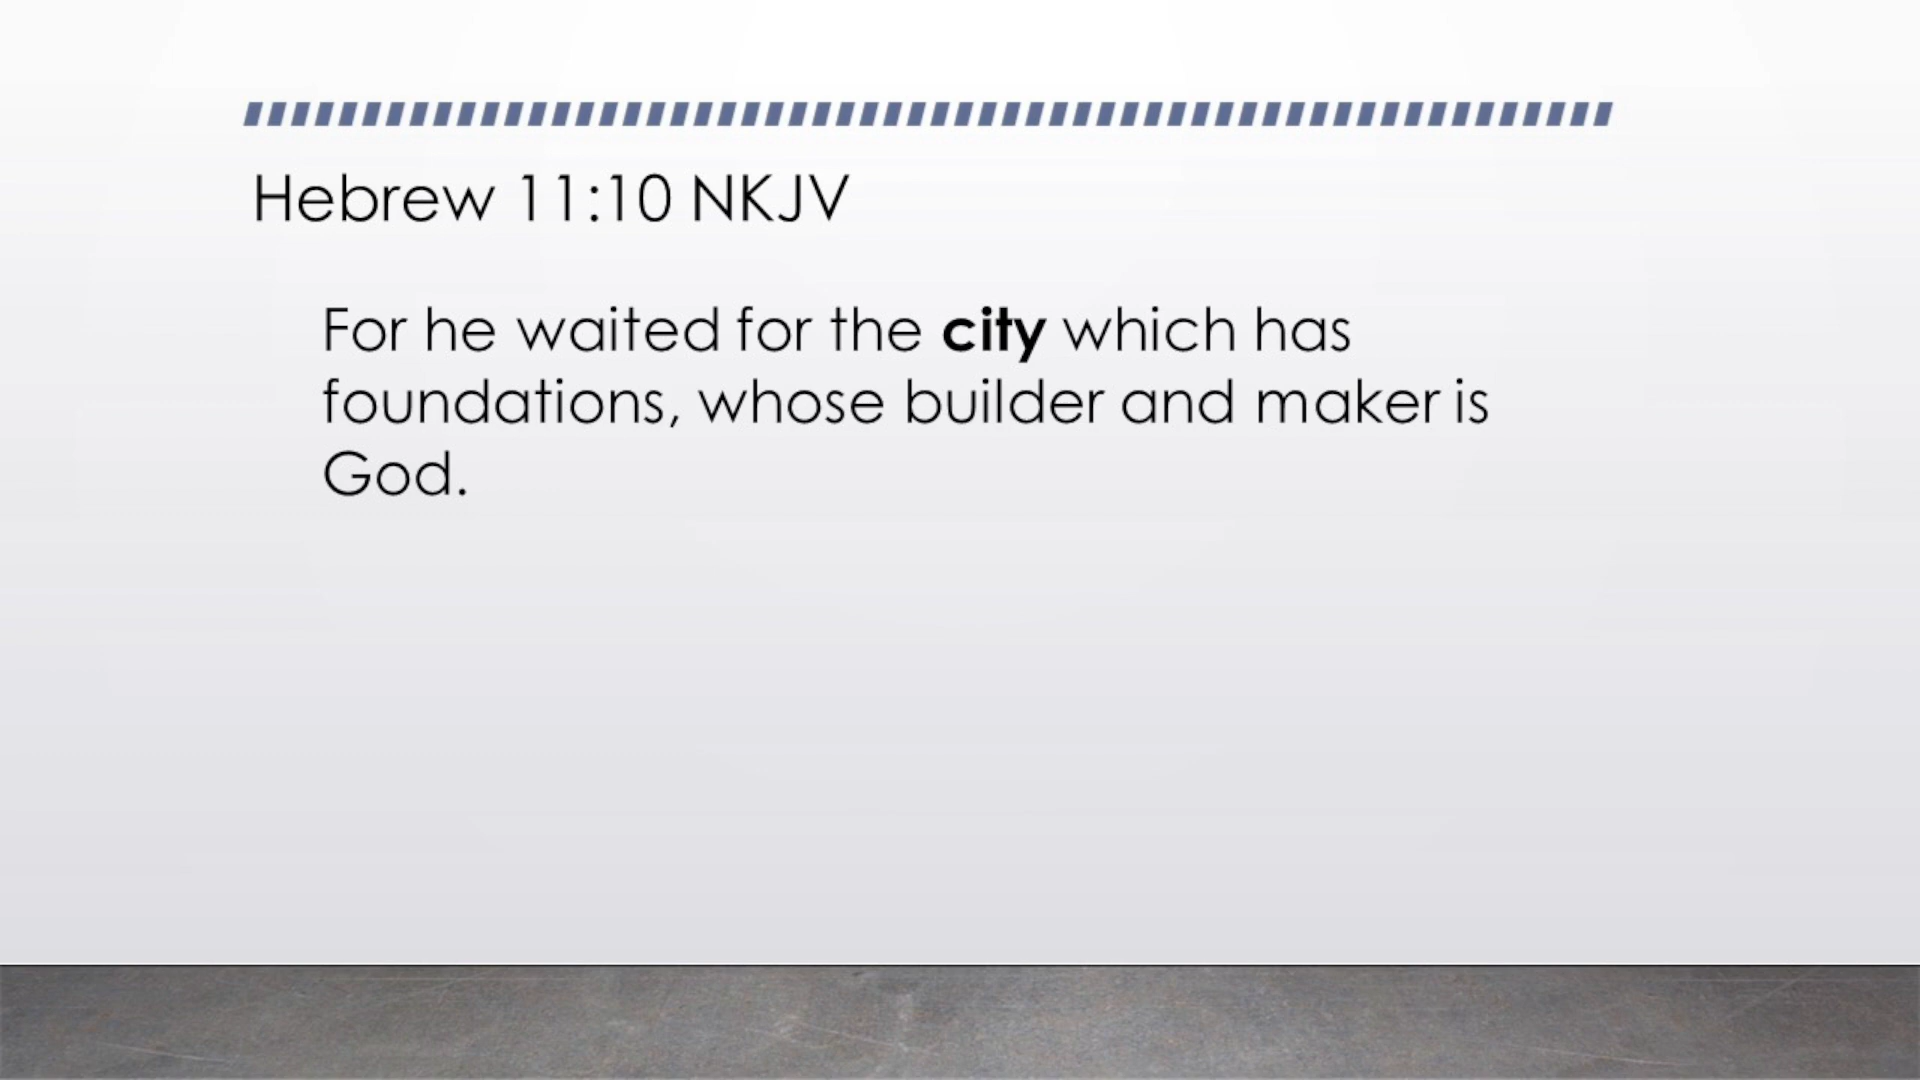 Hebrew 11:10 NKJV
For he waited for the city which has
foundations, whose builder and maker is
God.